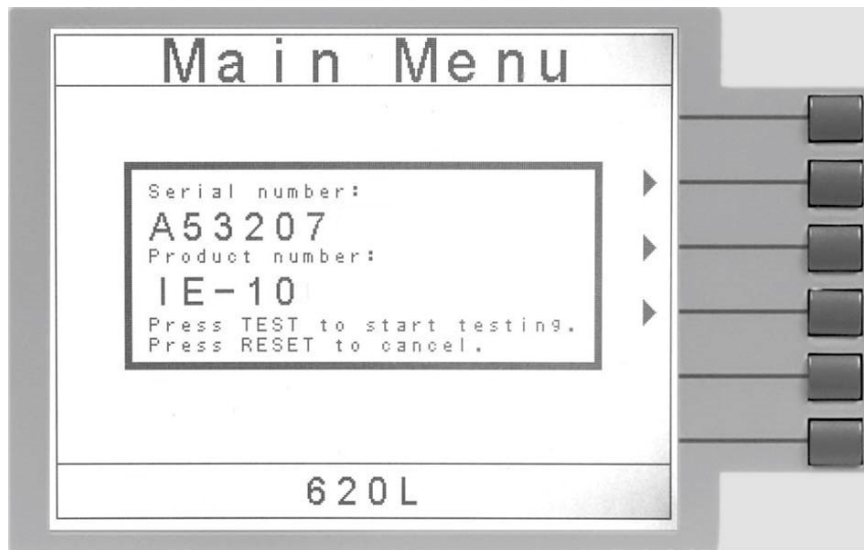 Main Menu
Serial number:
A53207
Product number:
IE-10
Press TEST to start testing.
Press RESET to cancel.
620L